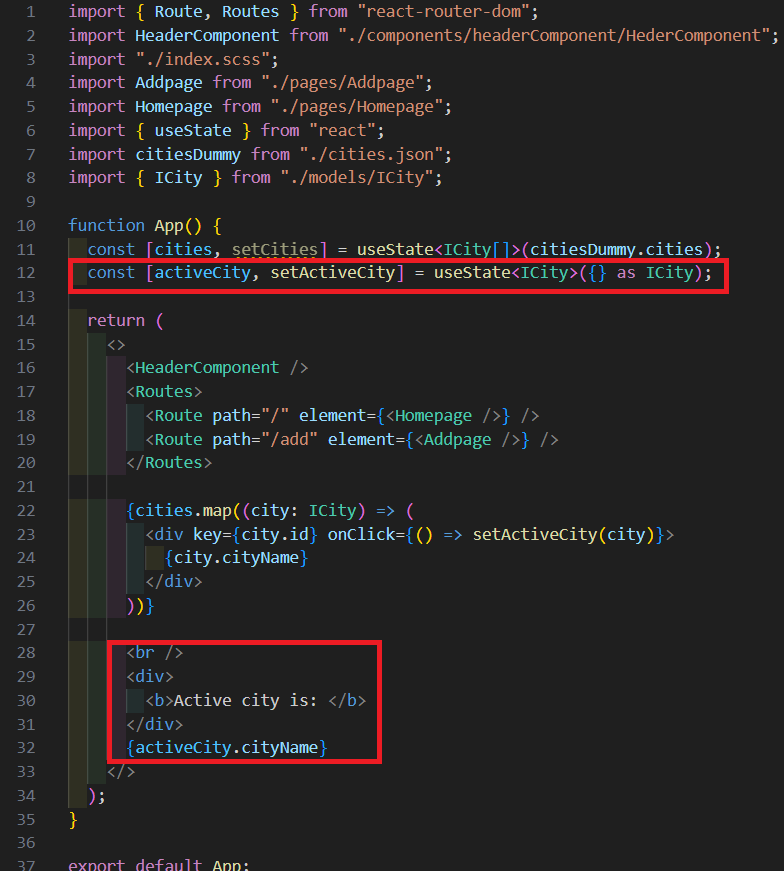 1 import { Route, Routes } from "react-router-dom";
2 import HeaderComponent from "./components/headerComponent/HederComponent";
3 import "./index.scss";
4 import Addpage from "./pages/Addpage";
5 import Homepage from "./pages/Homepage";
6 import { useState } from "react";
7 import citiesDummy from "./cities.json";
8 import { ICity } from "./models/ICity";
9
10 function App() {
11   const [cities, setCities] = useState<ICity[]>(citiesDummy.cities);
12   const [activeCity, setActiveCity] = useState<ICity>({} as ICity);
13
14   return (
15     <>
16       <HeaderComponent />
17       <Routes>
18         <Route path="/" element={<Homepage />} />
19         <Route path="/add" element={<Addpage />} />
20       </Routes>
21
22       {cities.map((city: ICity) => (
23         <div key={city.id} onClick={() => setActiveCity(city)}>
24           {city.cityName}
25         </div>
26       ))}
27
28       <br />
29       <div>
30         <b>Active city is: </b>
31       </div>
32       {activeCity.cityName}
33     </>
34   );
35 }
36
37 export default App;